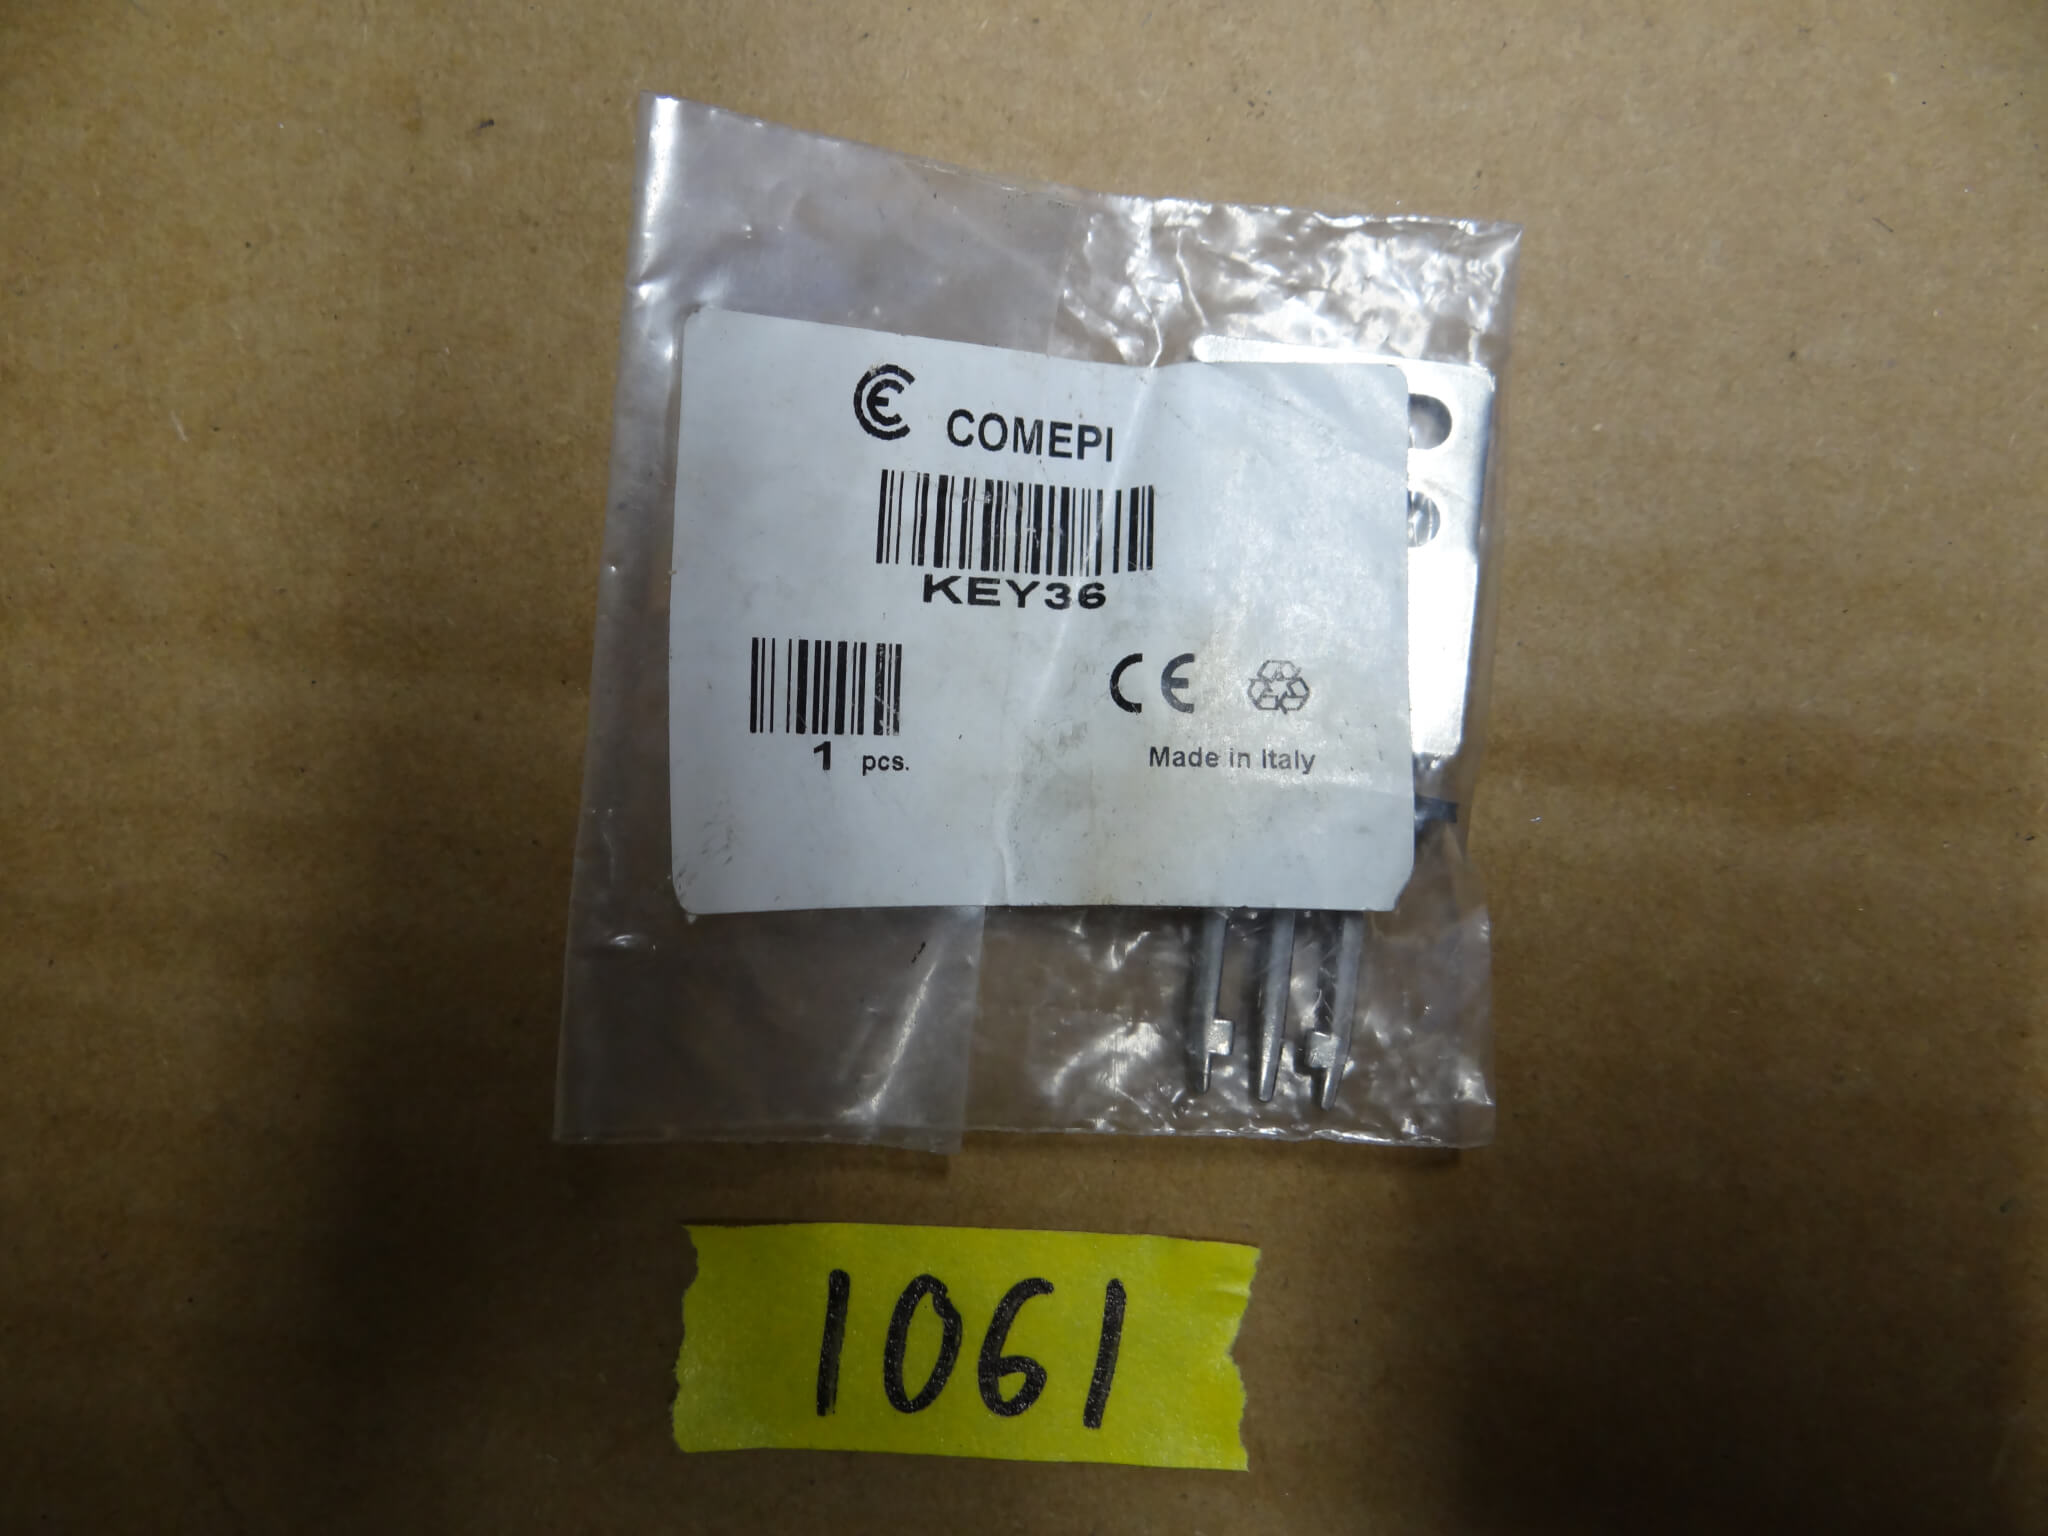 COMEPI
KEY36
1 pcs.
CE
Made in Italy
1061